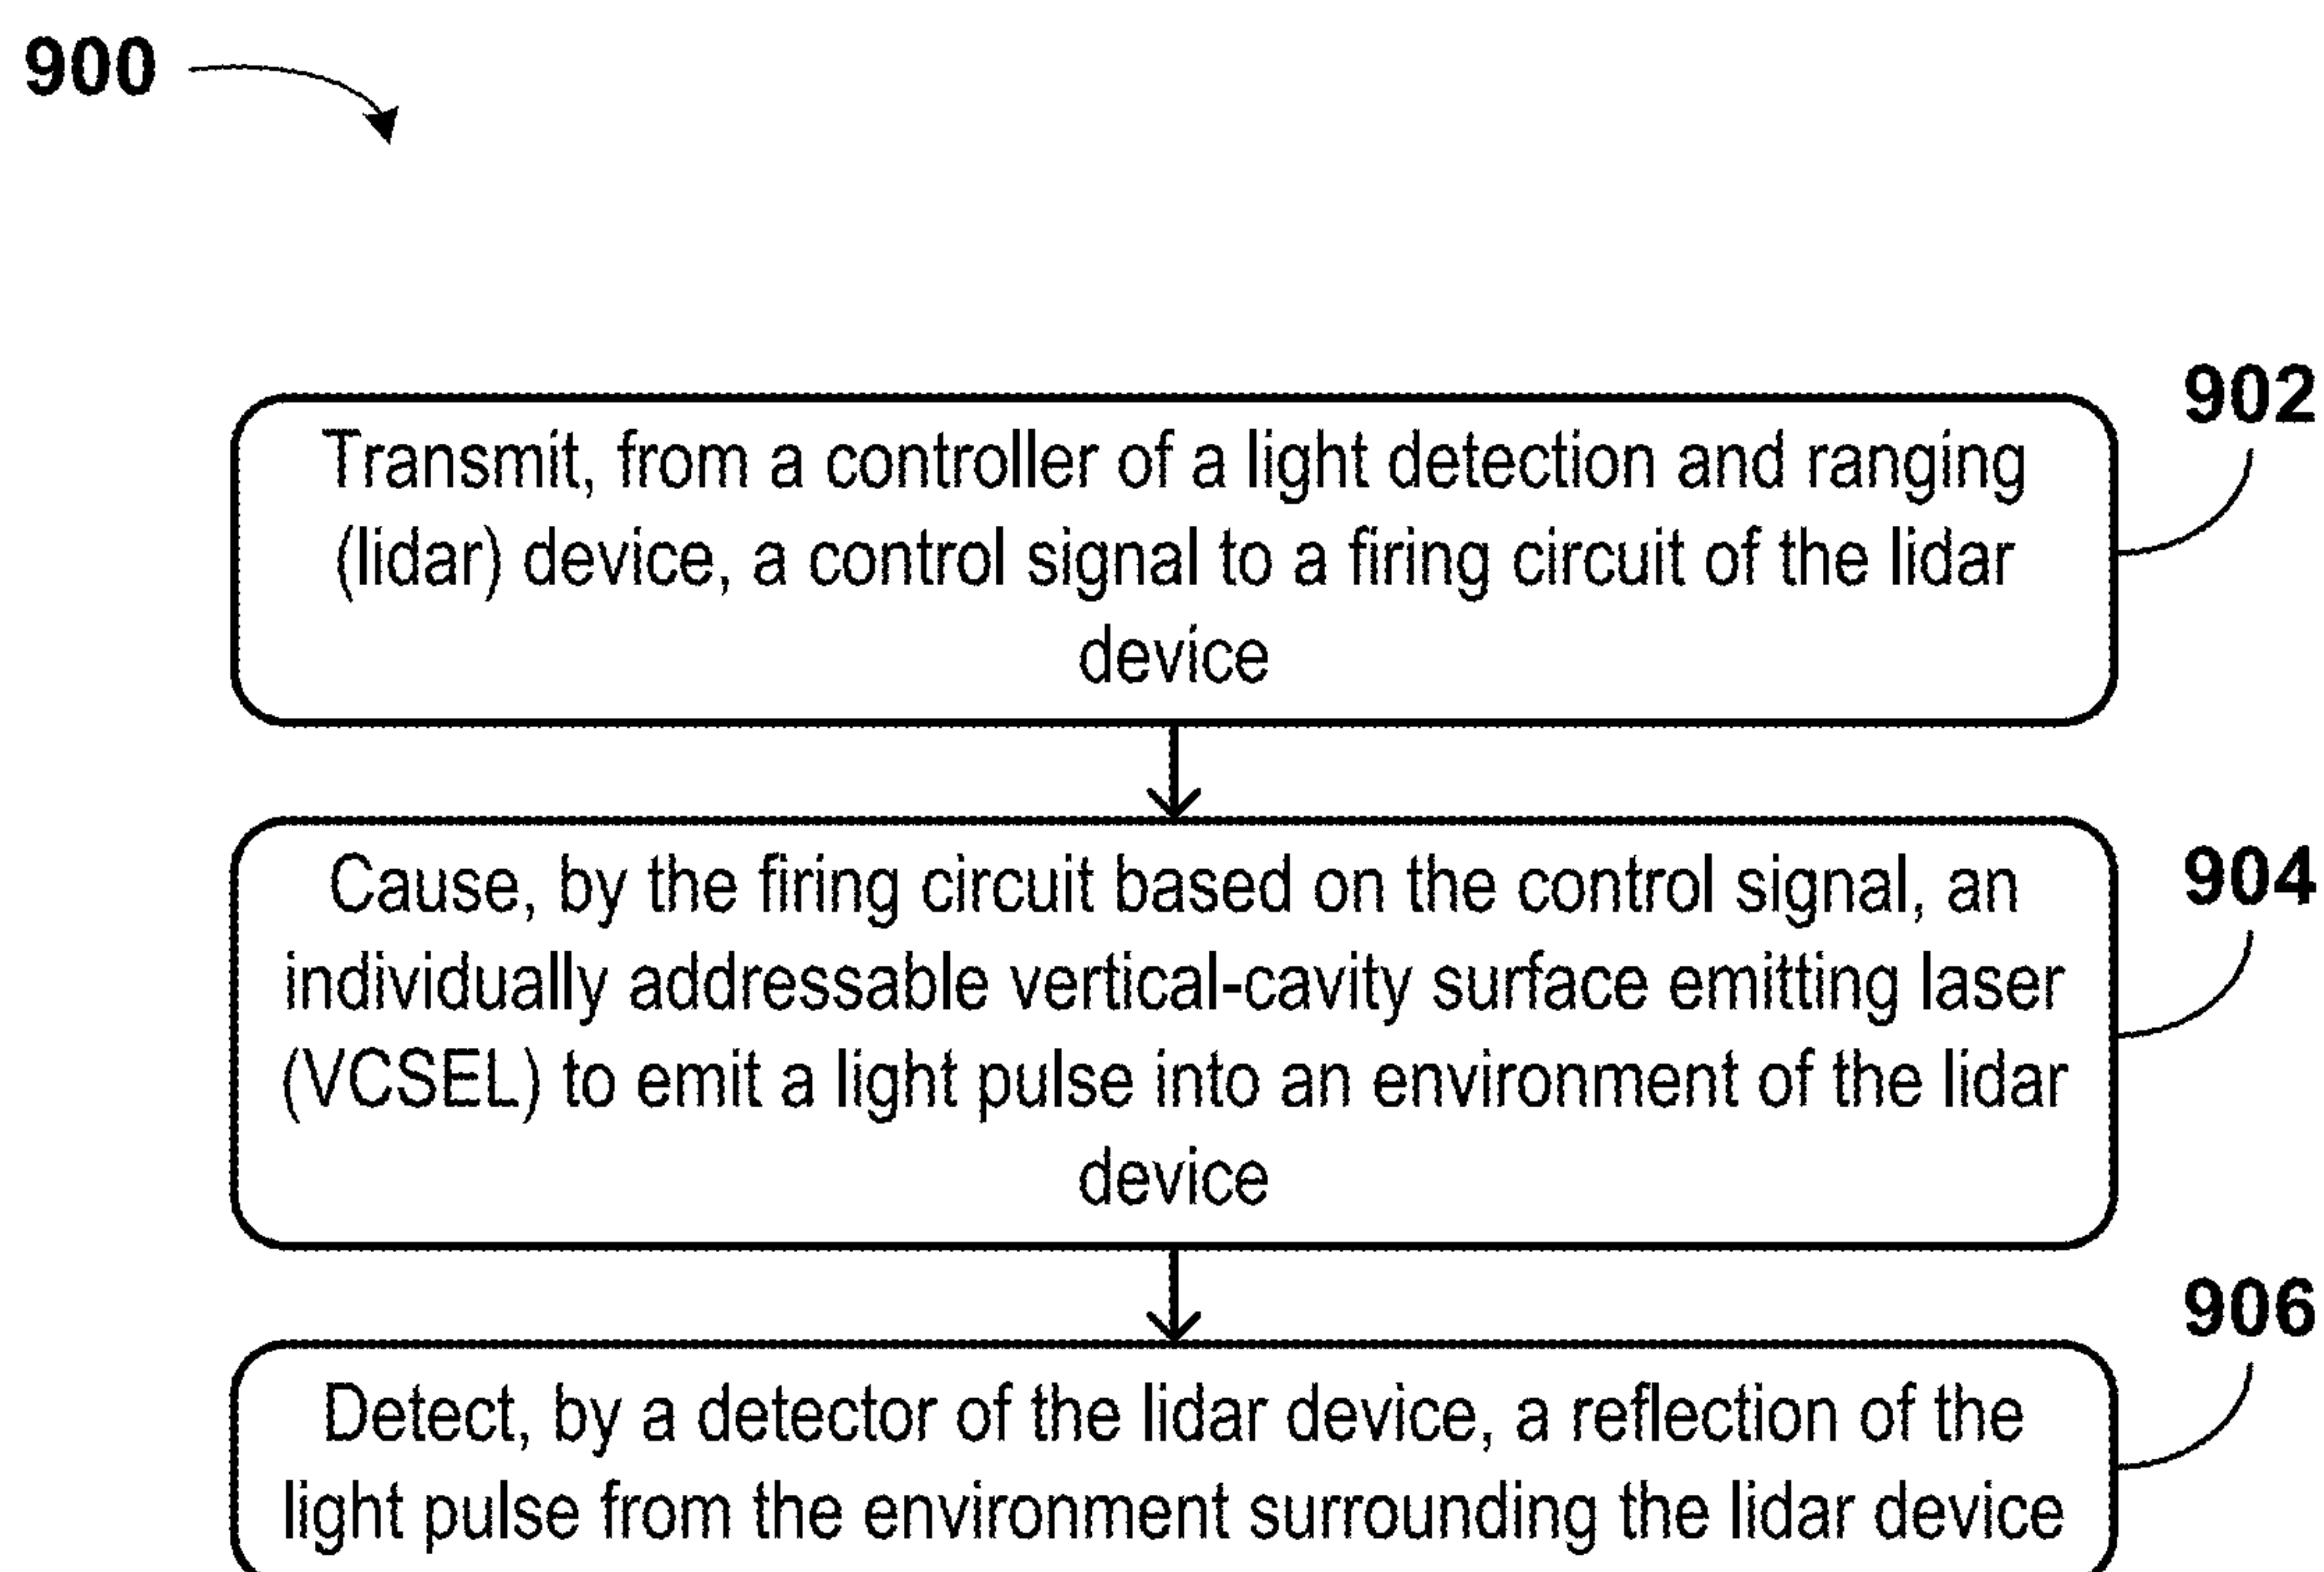 900
902
Transmit, from a controller of a light detection and ranging
(lidar) device, a control signal to a firing circuit of the lidar
device
904
Cause, by the firing circuit based on the control signal, an
individually addressable vertical-cavity surface emitting laser
(VCSEL) to emit a light pulse into an environment of the lidar
device
906
Detect, by a detector of the lidar device, a reflection of the
light pulse from the environment surrounding the lidar device